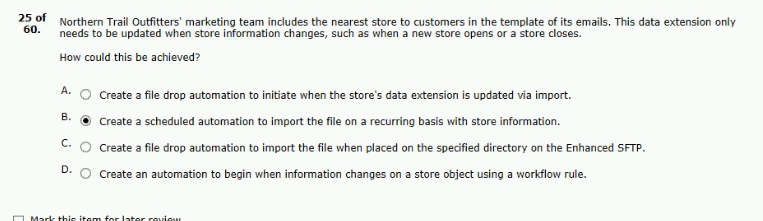 25 of 60.
Northern Trail Outfitters' marketing team includes the nearest store to customers in the template of its emails. This data extension only
needs to be updated when store information changes, such as when a new store opens or a store closes.
How could this be achieved?
A. Create a file drop automation to initiate when the store's data extension is updated via import.
B. Create a scheduled automation to import the file on a recurring basis with store information.
C. Create a file drop automation to import the file when placed on the specified directory on the Enhanced SFTP.
D. Create an automation to begin when information changes on a store object using a workflow rule.
Mark this item for later review